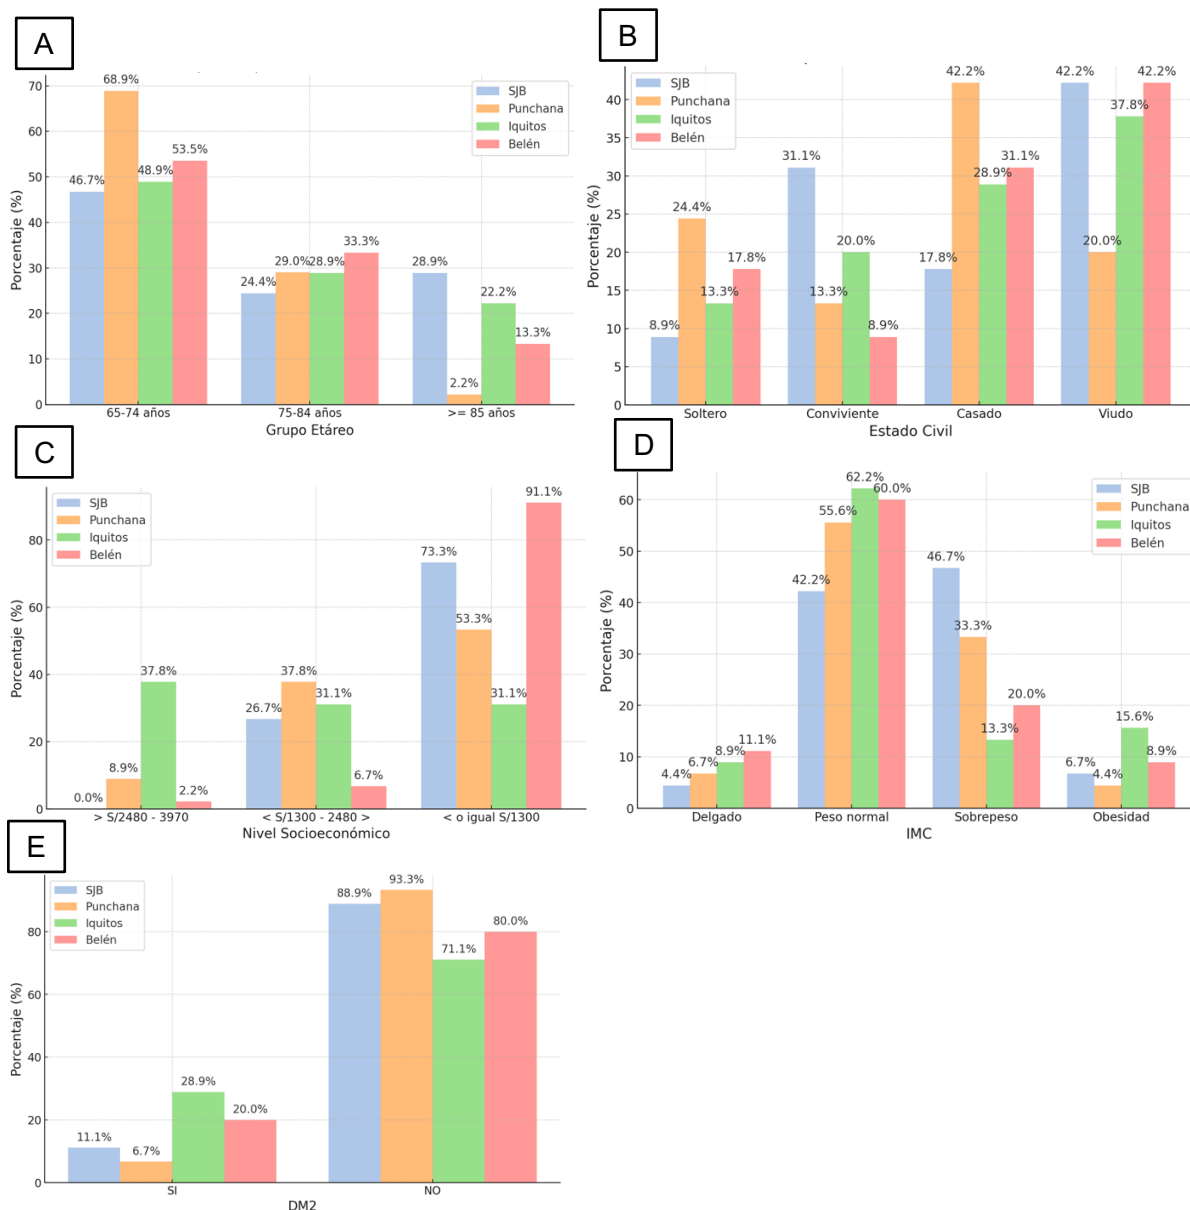 A
68.9%
70
SJB
Punchana
Iquitos
Belén
60
53.5%
50
48.9%
46.7%
40
33.3%
30
29.0%
28.9%
28.9%
24.4%
22.2%
20
13.3%
10
2.2%
0
65-74 años
75-84 años
>= 85 años
Porcentaje (%)
Grupo Etáreo
B
42.2%
42.2%
42.2%
SJB
Punchana
Iquitos
Belén
40
37.8%
35
31.1%
31.1%
30
28.9%
25
24.4%
20
20.0%
20.0%
17.8%
17.8%
15
13.3%
13.3%
10
8.9%
8.9%
5
0
Soltero
Conviviente
Casado
Viudo
Porcentaje (%)
Estado Civil
C
91.1%
SJB
Punchana
Iquitos
Belén
80
73.3%
60
53.3%
40
37.8%
37.8%
31.1%
31.1%
26.7%
20
8.9%
6.7%
2.2%
0.0%
0
> S/2480 - 3970
< S/1300 - 2480 >
< o igual S/1300
Porcentaje (%)
Nivel Socioeconómico
D
62.2%
60.0%
SJB
Punchana
Iquitos
Belén
60
55.6%
50
46.7%
42.2%
40
33.3%
30
20
20.0%
15.6%
13.3%
11.1%
10
8.9%
8.9%
6.7%
6.7%
4.4%
4.4%
0
Delgado
Peso normal
Sobrepeso
Obesidad
Porcentaje (%)
IMC
E
93.3%
88.9%
SJB
Punchana
Iquitos
Belén
80
80.0%
71.1%
60
40
28.9%
20
20.0%
11.1%
6.7%
0
SI
NO
Porcentaje (%)
DM2